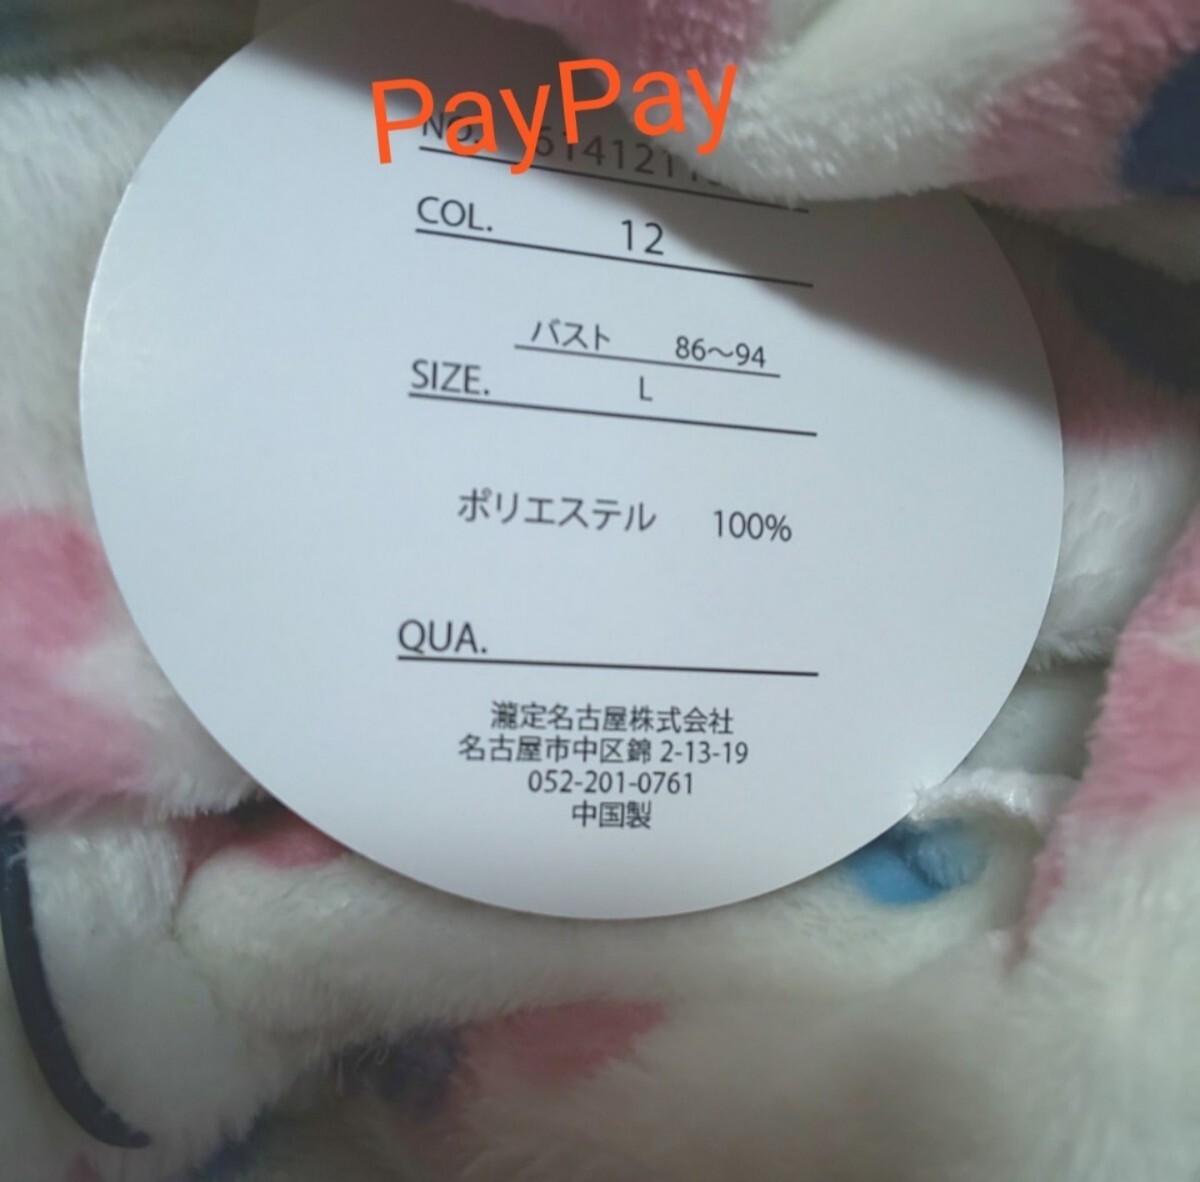 PayPay
NO.
COL. 12
バスト 86～94
SIZE. L
ポリエステル 100%
QUA.
瀧定名古屋株式会社
名古屋市中区錦 2-13-19
052-201-0761
中国製